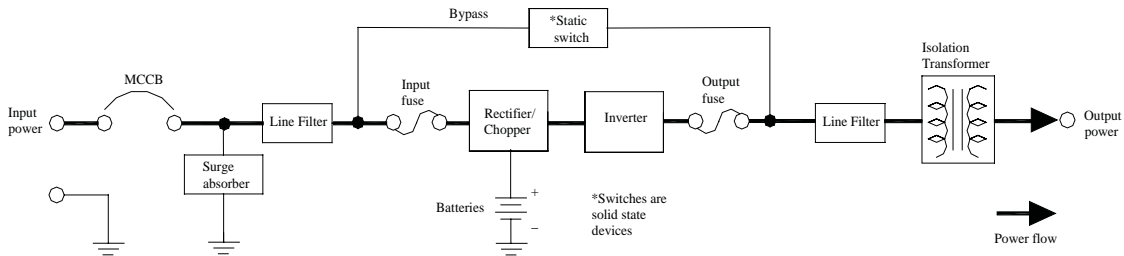 Bypass
*Static
switch
Isolation
Transformer
MCCB
Input
fuse
Output
fuse
Input
power
Line Filter
Rectifier/
Chopper
Inverter
Line Filter
Output
power
Surge
absorber
Batteries
+
−
*Switches are
solid state
devices
Power flow